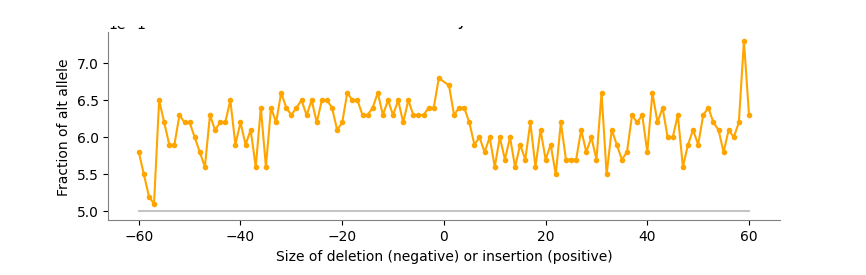 7.0
6.5
6.0
5.5
5.0
Fraction of alt allele
−60 −40 −20 0 20 40 60
Size of deletion (negative) or insertion (positive)